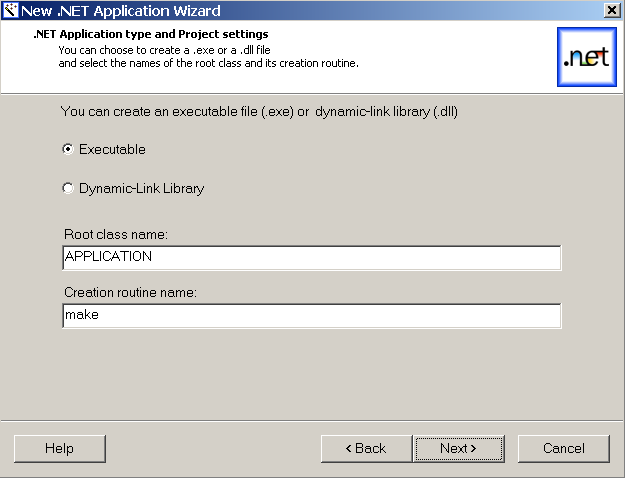 New .NET Application Wizard
.NET Application type and Project settings
You can choose to create a .exe or a .dll file
and select the names of the root class and its creation routine.
.net
You can create an executable file (.exe) or dynamic-link library (.dll)
Executable
Dynamic-Link Library
Root class name:
APPLICATION
Creation routine name:
make
Help
< Back
Next >
Cancel